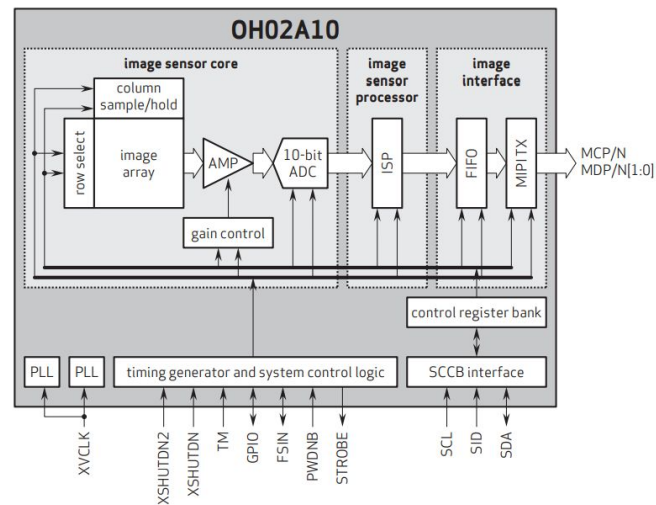 OH02A10
image sensor core
image
sensor
processor
image
interface
column
sample/hold
row select
image
array
AMP
10-bit
ADC
ISP
FIFO
MIPI TX
MCP/N
MDP/N[1:0]
gain control
control register bank
PLL
PLL
timing generator and system control logic
SCCB interface
XVCLK
XSHUTDN2
XSHUTDN
TM
GPIO
FSIN
PWDNB
STROBE
SCL
SID
SDA